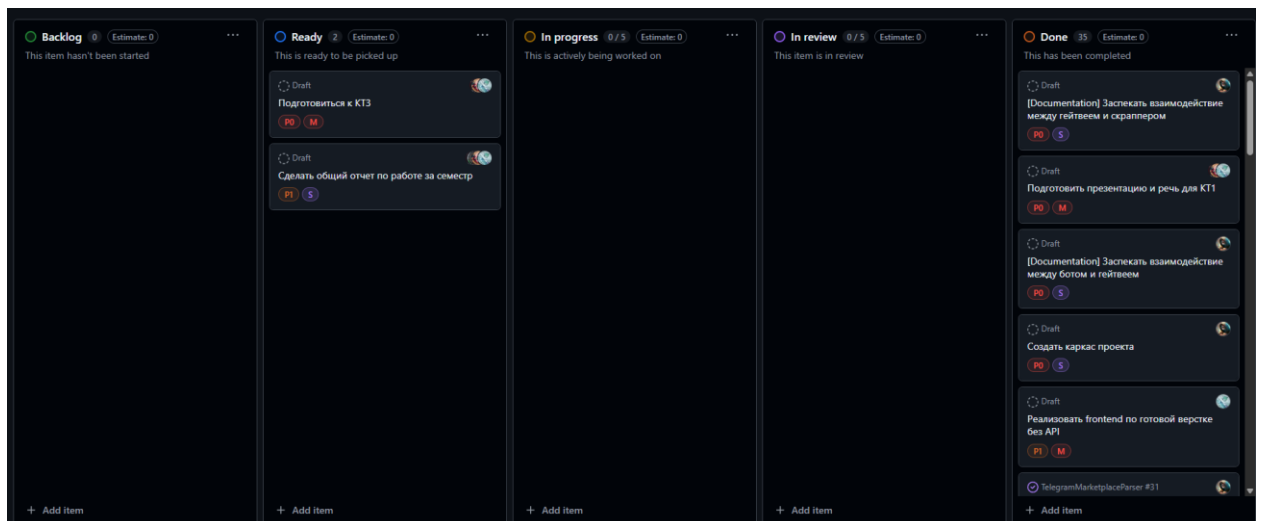 Backlog 0 Estimate: 0 ...
This item hasn't been started
+ Add item
Ready 2 Estimate: 0 ...
This is ready to be picked up
Draft
Подготовиться к КТ3
P0 M
Draft
Сделать общий отчет по работе за семестр
P1 S
+ Add item
In progress 0 / 5 Estimate: 0 ...
This is actively being worked on
+ Add item
In review 0 / 5 Estimate: 0 ...
This item is in review
+ Add item
Done 35 Estimate: 0 ...
This has been completed
Draft
[Documentation] Заспекать взаимодействие
между гейтвеем и скраппером
P0 S
Draft
Подготовить презентацию и речь для КТ1
P0 M
Draft
[Documentation] Заспекать взаимодействие
между ботом и гейтвеем
P0 S
Draft
Создать каркас проекта
P0 S
Draft
Реализовать frontend по готовой верстке
без API
P1 M
TelegramMarketplaceParser #31
+ Add item